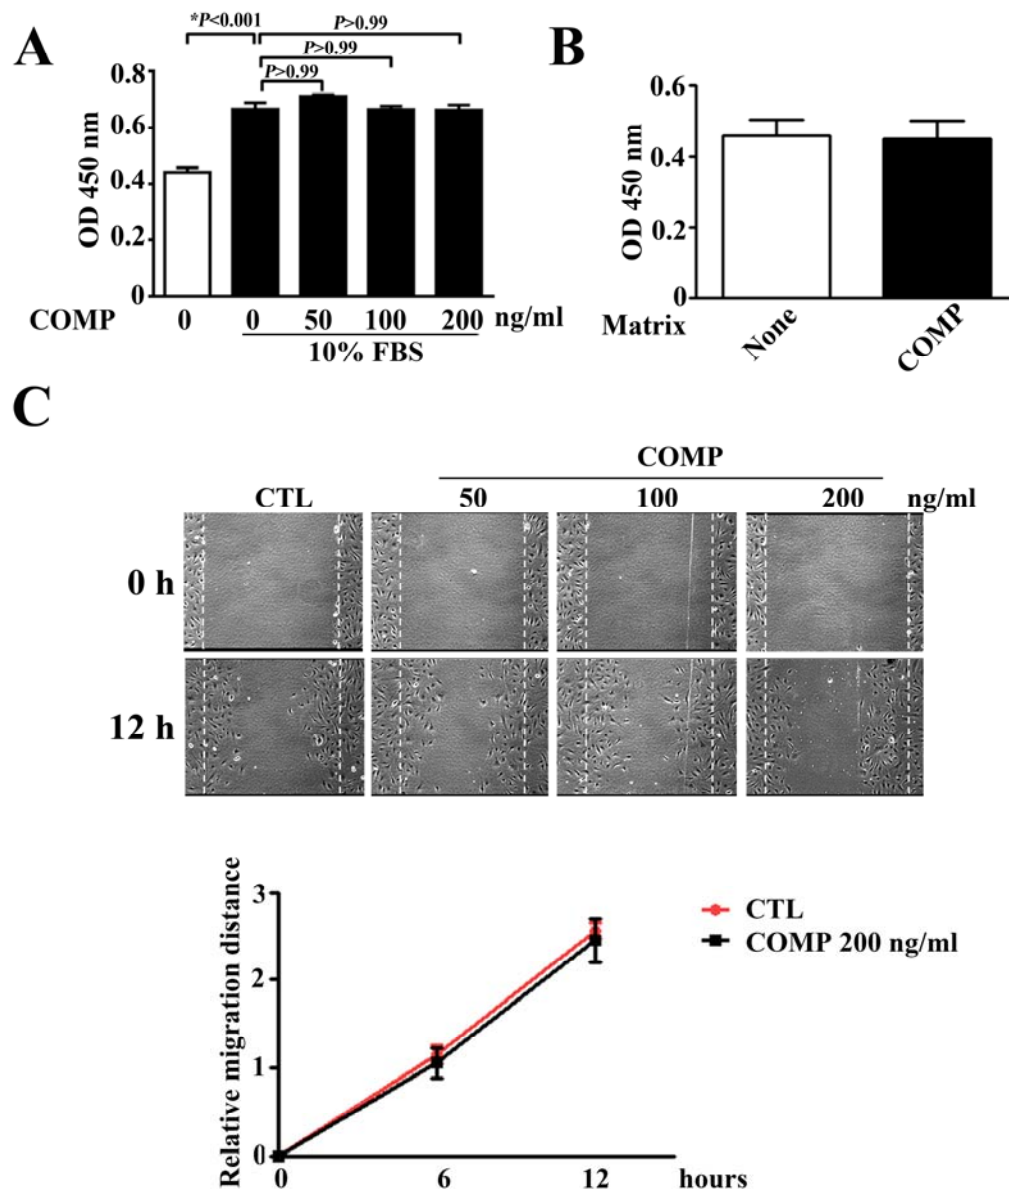 A
*P<0.001
P>0.99
P>0.99
P>0.99
OD 450 nm
0.8
0.6
0.4
0.2
0
COMP 0 0 50 100 200 ng/ml
10% FBS
B
OD 450 nm
0.6
0.4
0.2
0
Matrix None COMP
C
COMP
CTL 50 100 200 ng/ml
0 h
12 h
Relative migration distance
3
2
1
0
0 6 12 hours
CTL
COMP 200 ng/ml